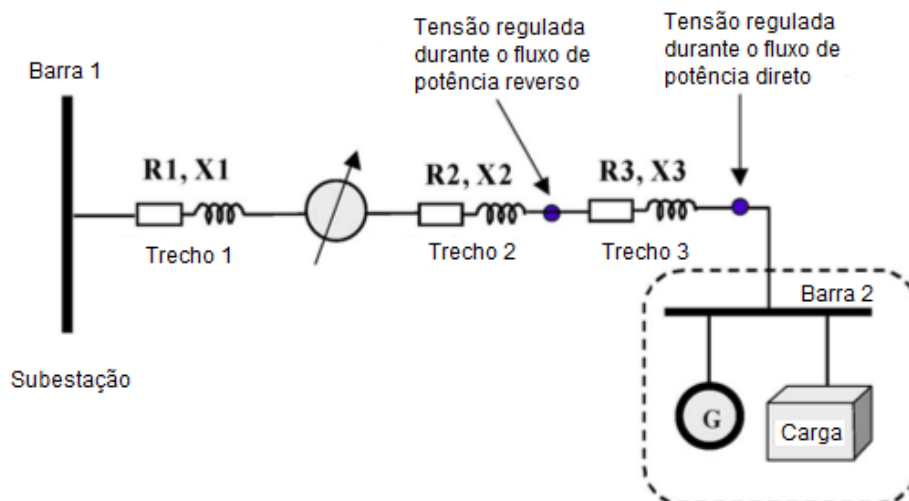 Tensão regulada
durante o fluxo de
potência reverso
Tensão regulada
durante o fluxo de
potência direto
Barra 1
R1, X1
R2, X2
R3, X3
Trecho 1
Trecho 2
Trecho 3
Barra 2
Subestação
G
Carga